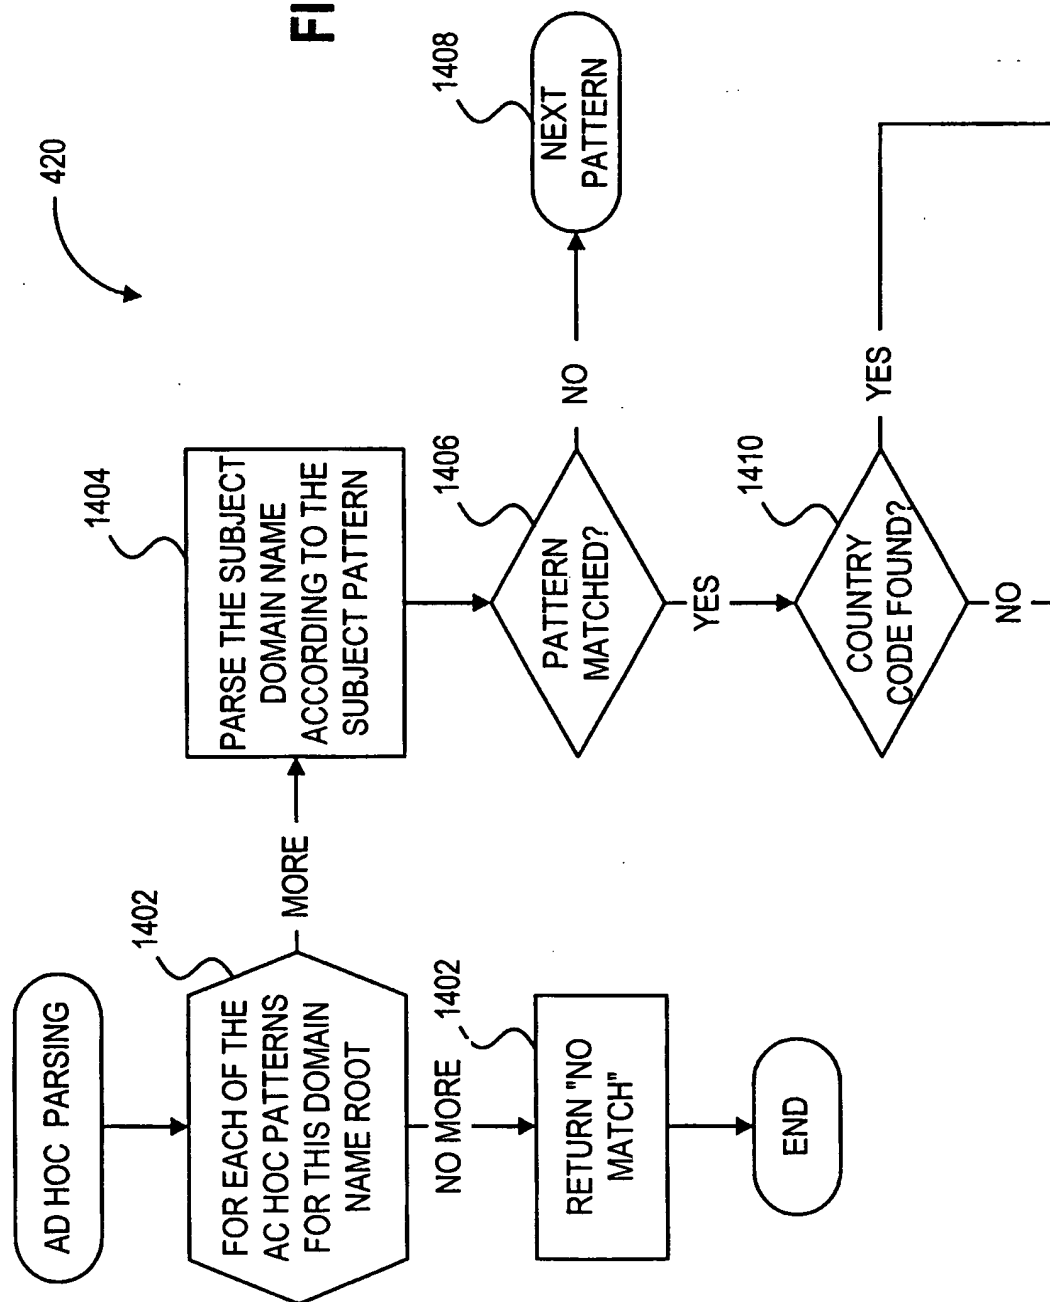 FI
420
AD HOC PARSING
1402
FOR EACH OF THE
AC HOC PATTERNS
FOR THIS DOMAIN
NAME ROOT
MORE
NO MORE
1402
RETURN "NO
MATCH"
END
1404
PARSE THE SUBJECT
DOMAIN NAME
ACCORDING TO THE
SUBJECT PATTERN
1406
PATTERN
MATCHED?
NO
1408
NEXT
PATTERN
YES
1410
COUNTRY
CODE FOUND?
YES
NO